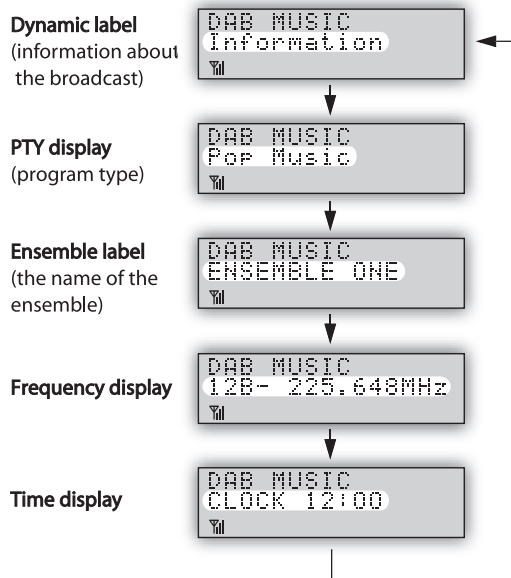 Dynamic label
(information about
the broadcast)
DAB MUSIC
Information
PTY display
(program type)
DAB MUSIC
Pop Music
Ensemble label
(the name of the
ensemble)
DAB MUSIC
ENSEMBLE ONE
Frequency display
DAB MUSIC
12B- 225.648MHz
Time display
DAB MUSIC
CLOCK 12:00